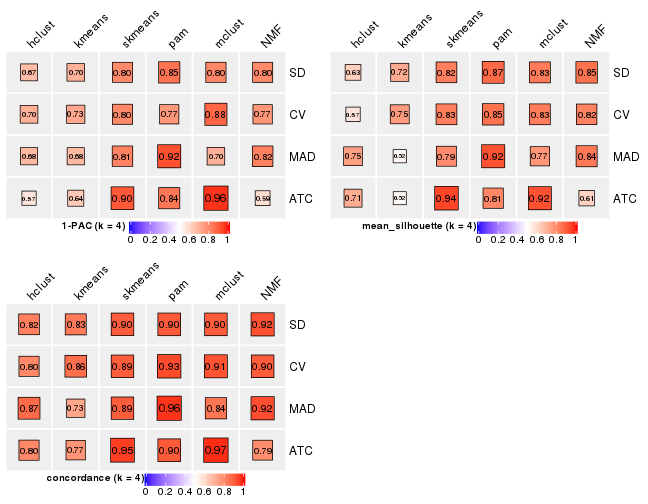 hclust kmeans skmeans pam mclust NMF
0.67 0.70 0.80 0.85 0.80 0.80 SD
0.70 0.73 0.80 0.77 0.88 0.77 CV
0.68 0.68 0.81 0.92 0.70 0.82 MAD
0.57 0.64 0.90 0.84 0.96 0.59 ATC
1-PAC (k = 4)
0 0.2 0.4 0.6 0.8 1
hclust kmeans skmeans pam mclust NMF
0.63 0.72 0.82 0.87 0.83 0.85 SD
0.57 0.75 0.83 0.85 0.83 0.82 CV
0.75 0.52 0.79 0.92 0.77 0.84 MAD
0.71 0.52 0.94 0.81 0.92 0.61 ATC
mean_silhouette (k = 4)
0 0.2 0.4 0.6 0.8 1
hclust kmeans skmeans pam mclust NMF
0.82 0.83 0.90 0.90 0.90 0.92 SD
0.80 0.86 0.89 0.93 0.91 0.90 CV
0.87 0.73 0.89 0.96 0.84 0.92 MAD
0.80 0.77 0.95 0.90 0.97 0.79 ATC
concordance (k = 4)
0 0.2 0.4 0.6 0.8 1